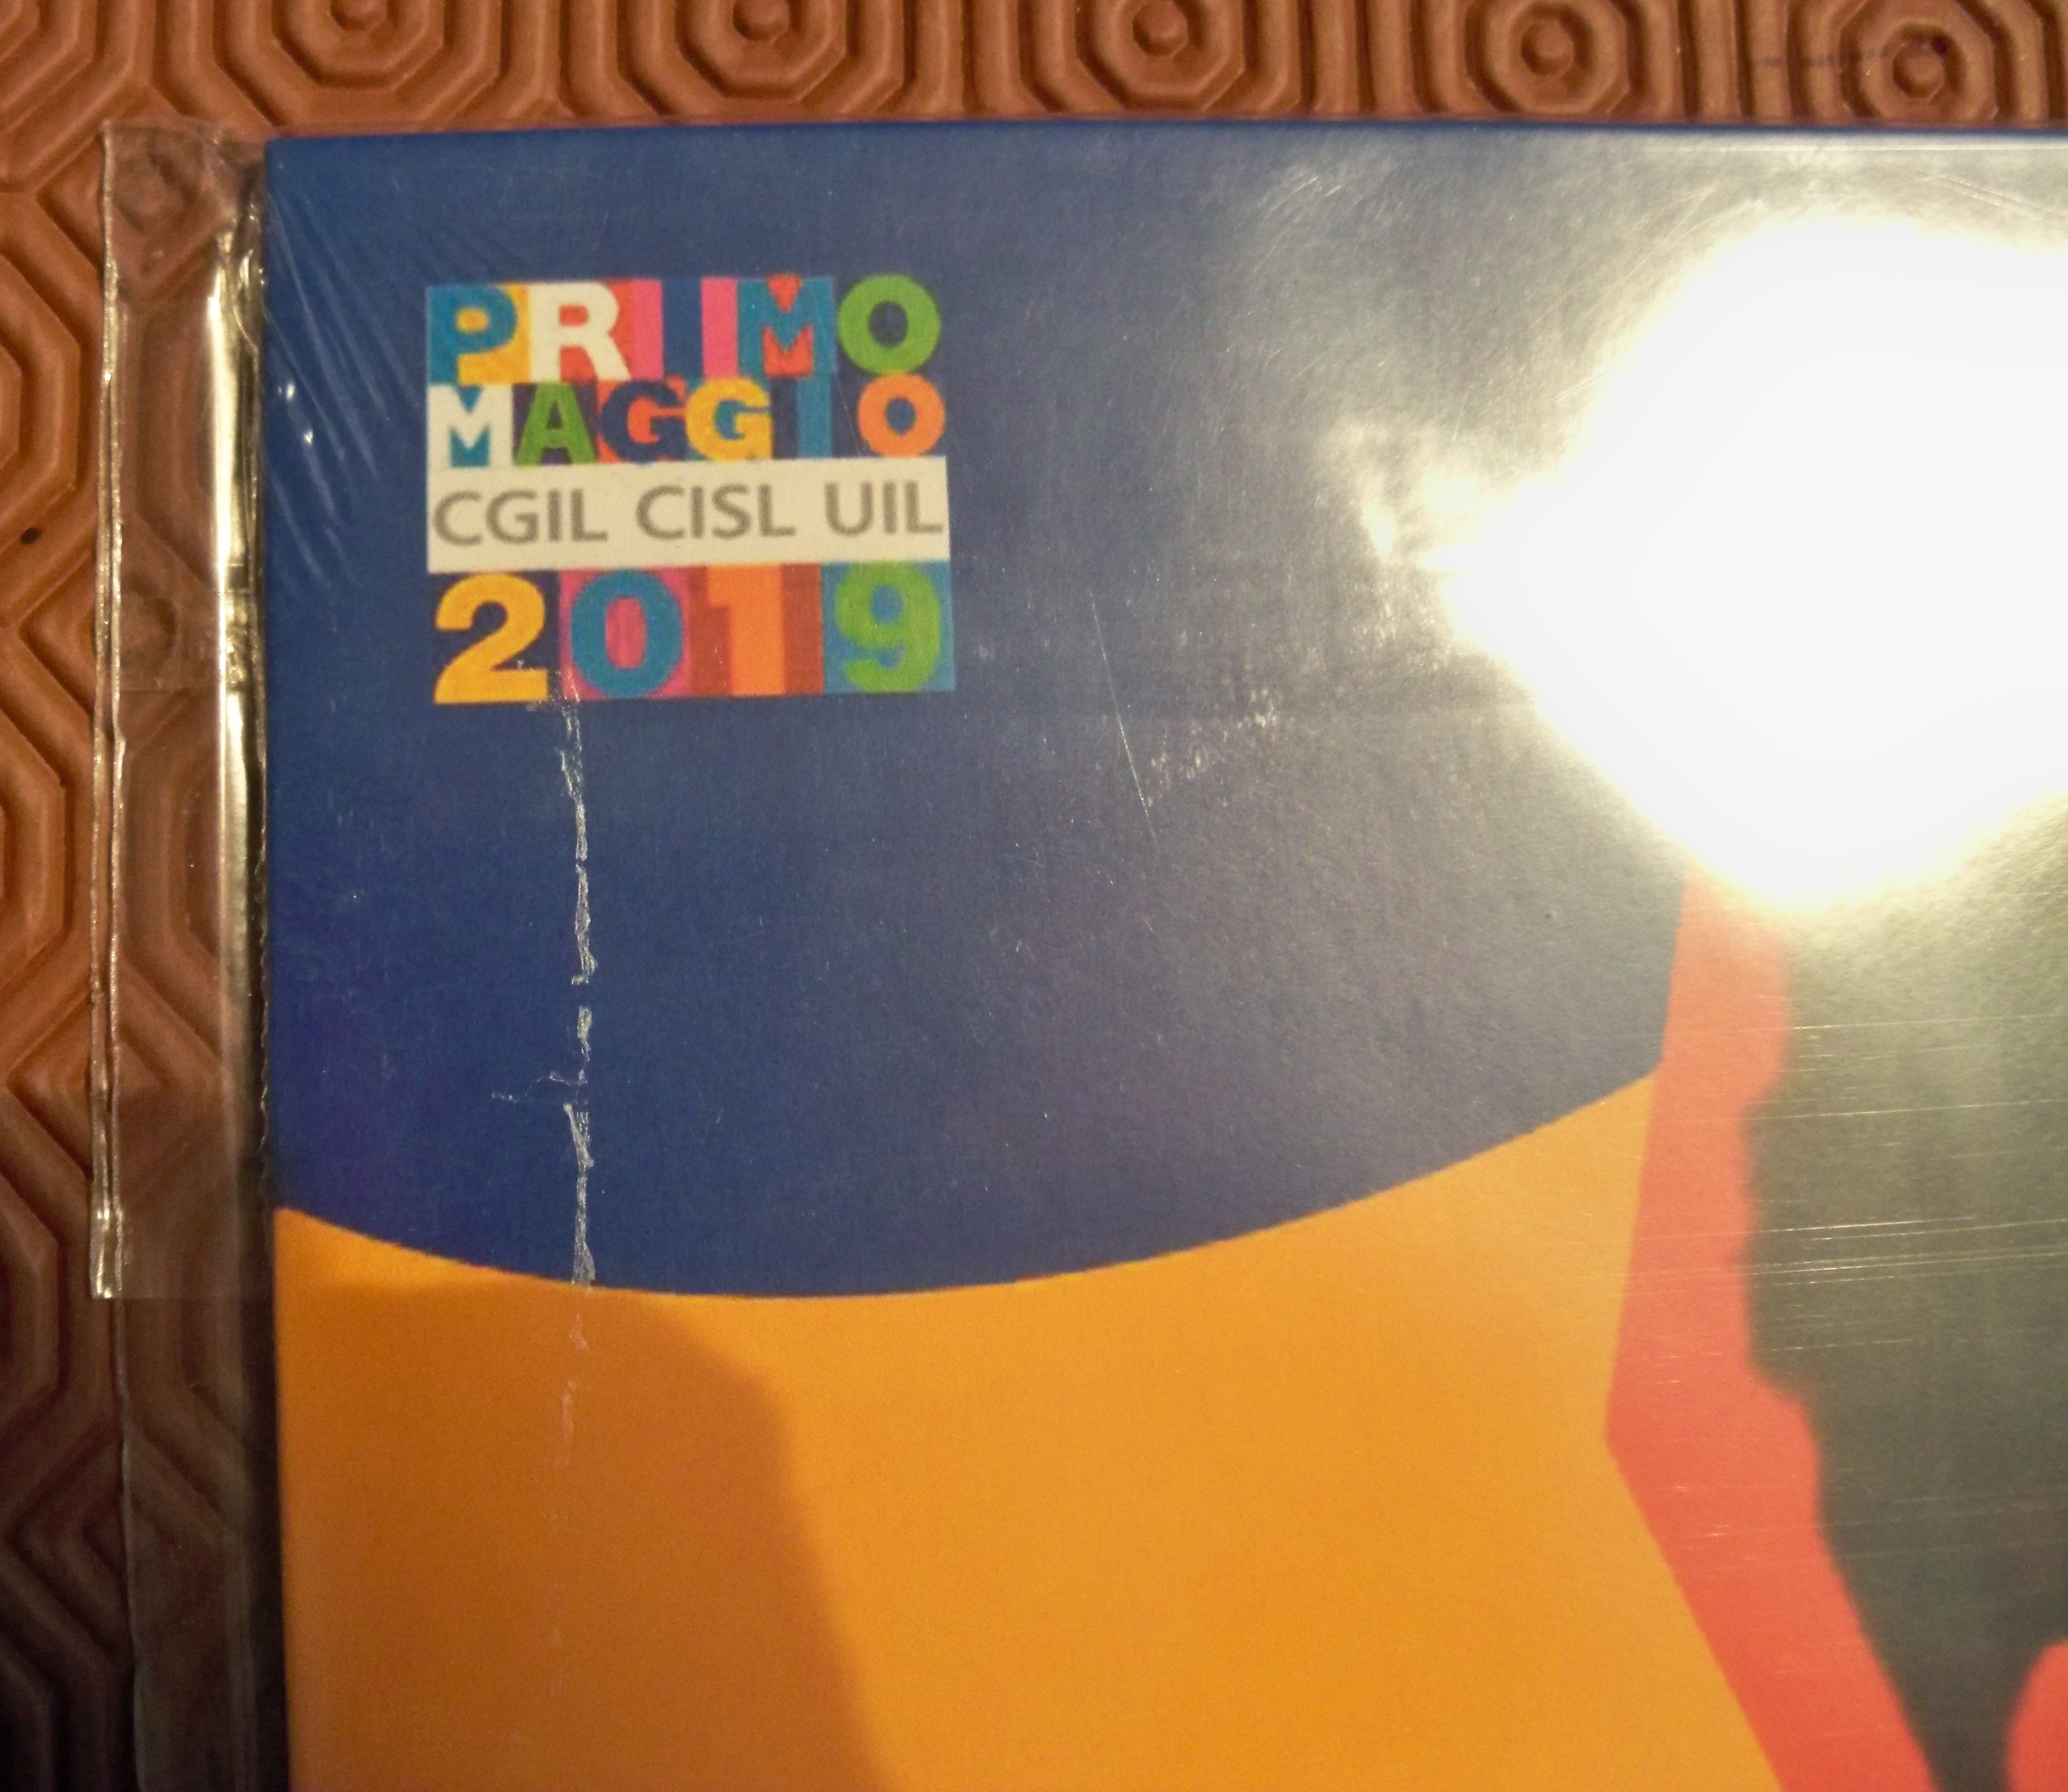 PRIMO
MAGGIO
CGIL CISL UIL
2019